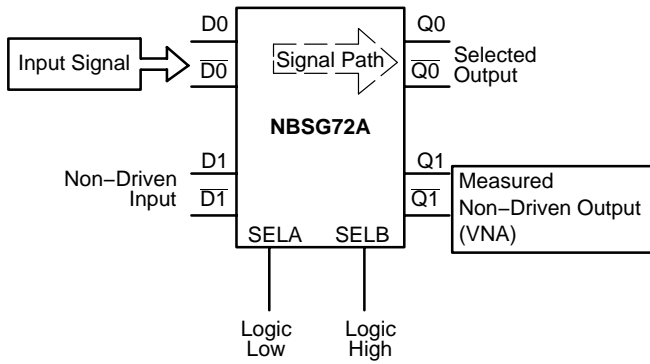 D0
Q0
Input Signal
D0
Signal Path
Q0
Selected
Output
NBSG72A
D1
Q1
Non−Driven
Input
D1
Q1
Measured
Non−Driven Output
(VNA)
SELA
SELB
Logic
Low
Logic
High